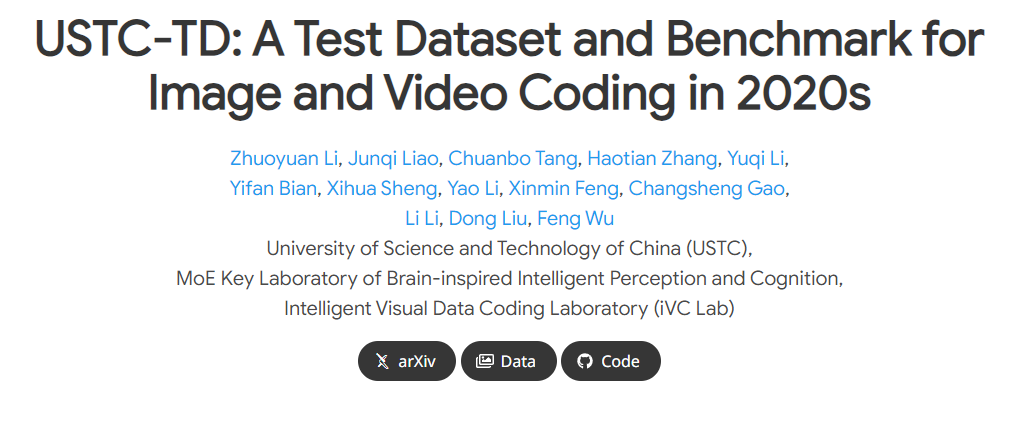 USTC-TD: A Test Dataset and Benchmark for
Image and Video Coding in 2020s
Zhuoyuan Li, Junqi Liao, Chuanbo Tang, Haotian Zhang, Yuqi Li,
Yifan Bian, Xihua Sheng, Yao Li, Xinmin Feng, Changsheng Gao,
Li Li, Dong Liu, Feng Wu
University of Science and Technology of China (USTC),
MoE Key Laboratory of Brain-inspired Intelligent Perception and Cognition,
Intelligent Visual Data Coding Laboratory (iVC Lab)
arXiv Data Code